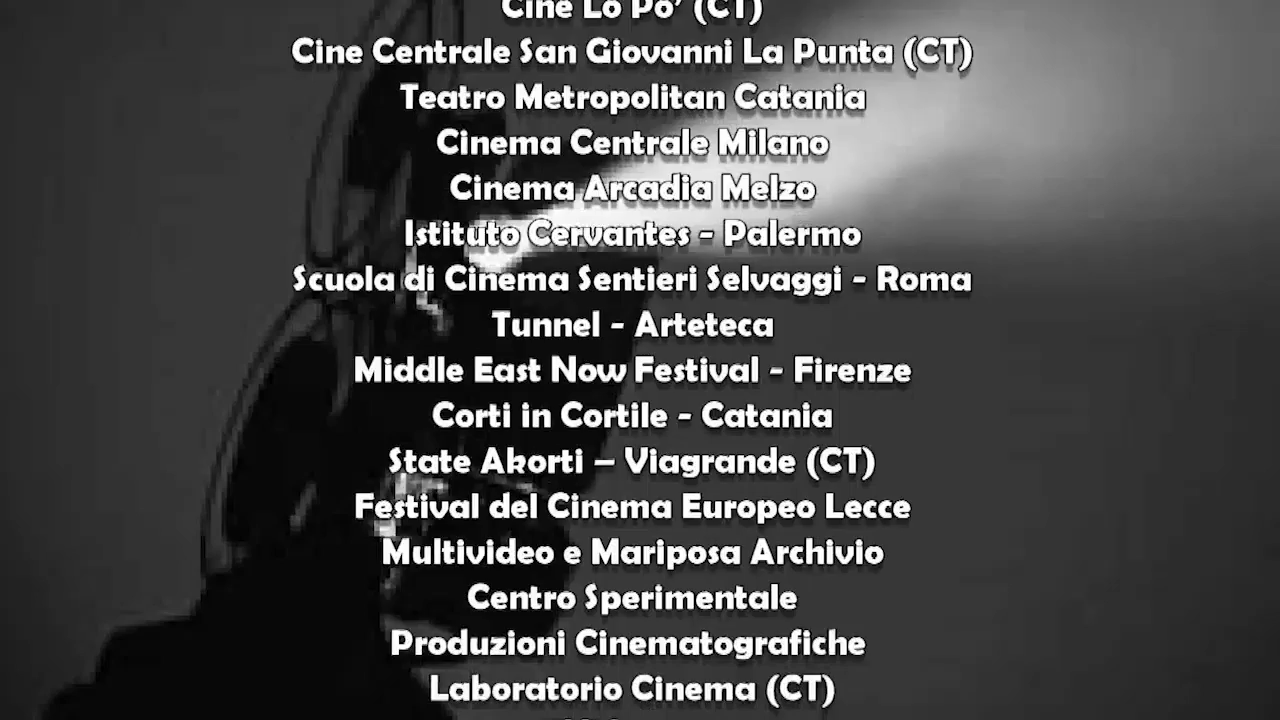 Cine Lo Po' (CT)
Cine Centrale San Giovanni La Punta (CT)
Teatro Metropolitan Catania
Cinema Centrale Milano
Cinema Arcadia Melzo
Istituto Cervantes - Palermo
Scuola di Cinema Sentieri Selvaggi - Roma
Tunnel - Arteteca
Middle East Now Festival - Firenze
Corti in Cortile - Catania
State Akorti – Viagrande (CT)
Festival del Cinema Europeo Lecce
Multivideo e Mariposa Archivio
Centro Sperimentale
Produzioni Cinematografiche
Laboratorio Cinema (CT)